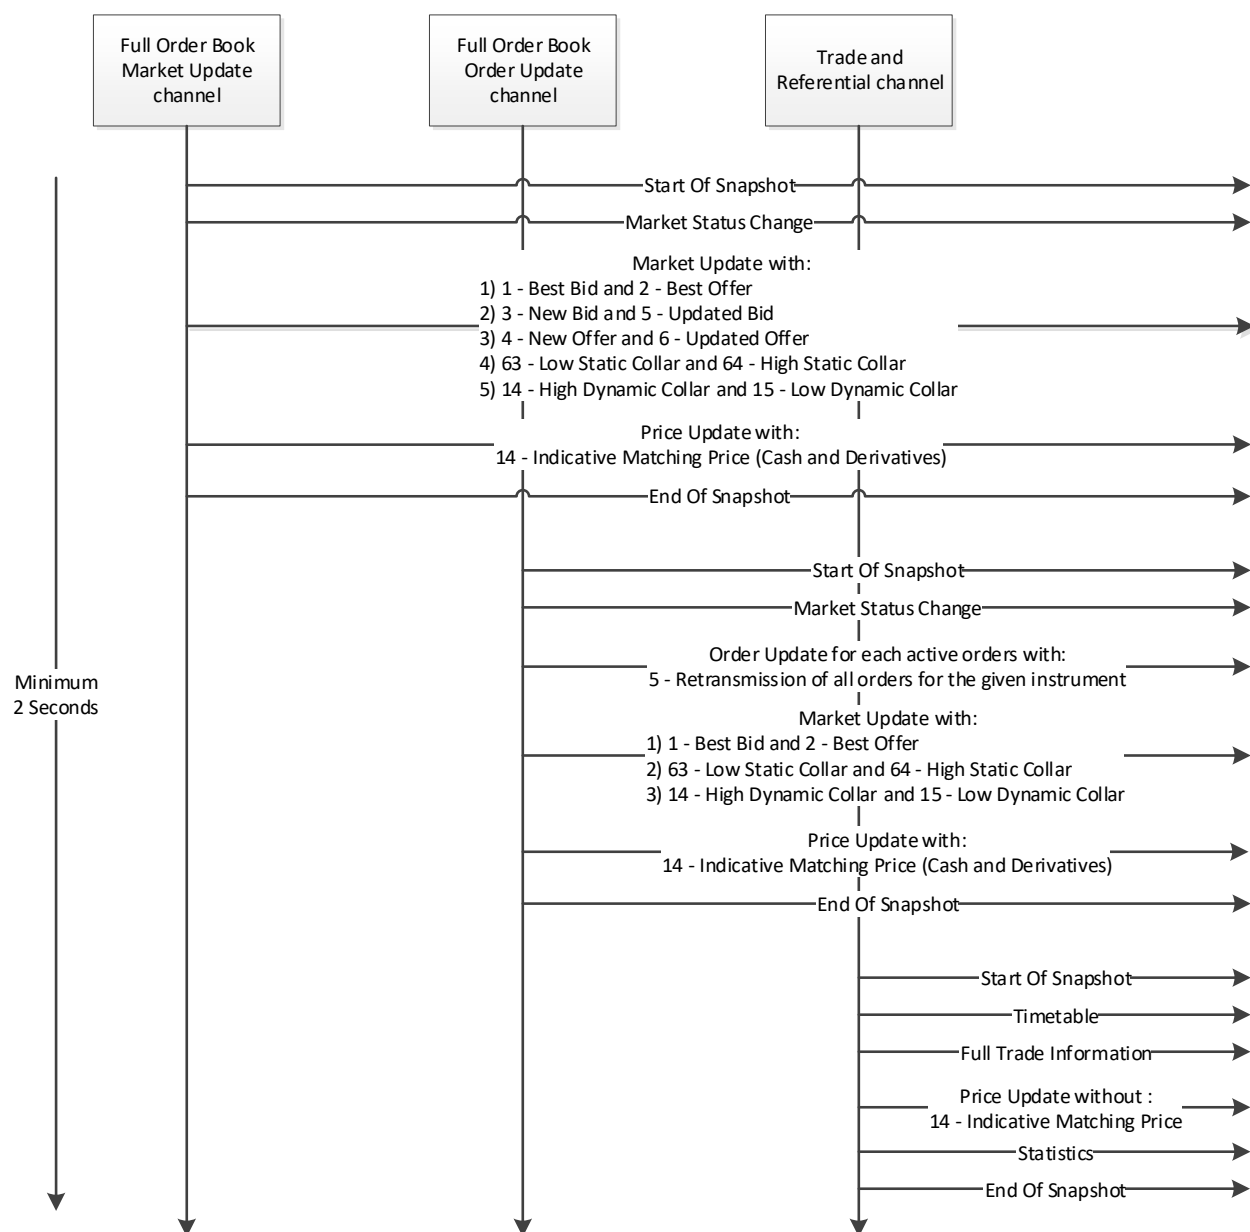 Full Order Book
Market Update
channel
Full Order Book
Order Update
channel
Trade and
Referential channel
Start Of Snapshot
Market Status Change
Market Update with:
1) 1 - Best Bid and 2 - Best Offer
2) 3 - New Bid and 5 - Updated Bid
3) 4 - New Offer and 6 - Updated Offer
4) 63 - Low Static Collar and 64 - High Static Collar
5) 14 - High Dynamic Collar and 15 - Low Dynamic Collar
Price Update with:
14 - Indicative Matching Price (Cash and Derivatives)
End Of Snapshot
Start Of Snapshot
Market Status Change
Order Update for each active orders with:
5 - Retransmission of all orders for the given instrument
Minimum
2 Seconds
Market Update with:
1) 1 - Best Bid and 2 - Best Offer
2) 63 - Low Static Collar and 64 - High Static Collar
3) 14 - High Dynamic Collar and 15 - Low Dynamic Collar
Price Update with:
14 - Indicative Matching Price (Cash and Derivatives)
End Of Snapshot
Start Of Snapshot
Timetable
Full Trade Information
Price Update without :
14 - Indicative Matching Price
Statistics
End Of Snapshot